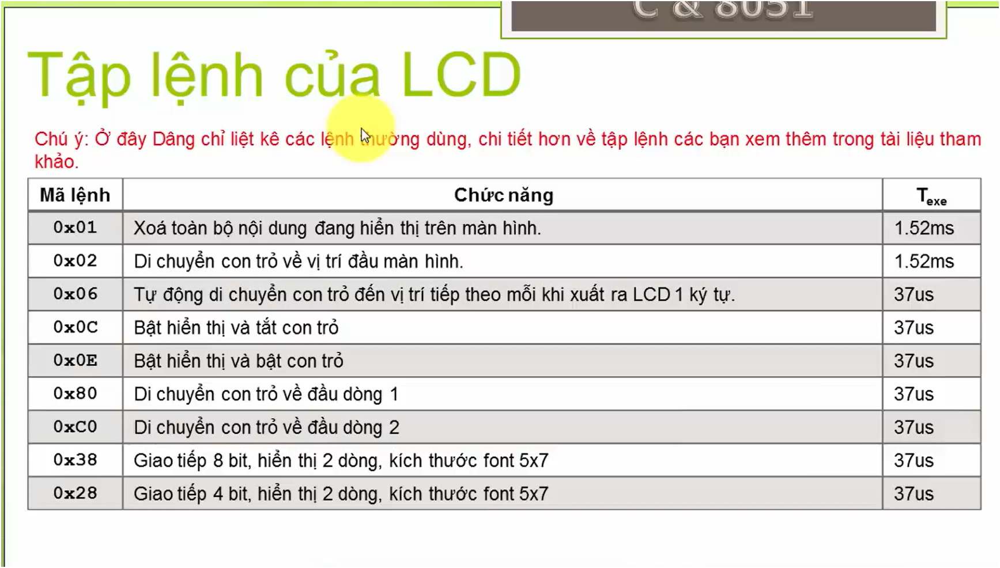 C & 8051
Tập lệnh của LCD
Chú ý: Ở đây Dâng chỉ liệt kê các lệnh thường dùng, chi tiết hơn về tập lệnh các bạn xem thêm trong tài liệu tham
khảo.
Mã lệnh Chức năng Texe
0x01 Xoá toàn bộ nội dung đang hiển thị trên màn hình. 1.52ms
0x02 Di chuyển con trỏ về vị trí đầu màn hình. 1.52ms
0x06 Tự động di chuyển con trỏ đến vị trí tiếp theo mỗi khi xuất ra LCD 1 ký tự. 37us
0x0C Bật hiển thị và tắt con trỏ 37us
0x0E Bật hiển thị và bật con trỏ 37us
0x80 Di chuyển con trỏ về đầu dòng 1 37us
0xC0 Di chuyển con trỏ về đầu dòng 2 37us
0x38 Giao tiếp 8 bit, hiển thị 2 dòng, kích thước font 5x7 37us
0x28 Giao tiếp 4 bit, hiển thị 2 dòng, kích thước font 5x7 37us